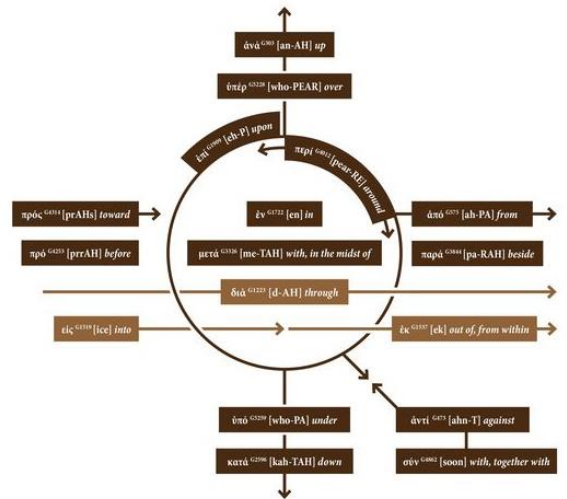 ἀνά G303 [an-AH] up
ὑπέρ G5228 [who-PEAR] over
ἐπί G1909 [eh-P] upon
περί G4012 [pear-RE] around
πρός G4314 [prAHs] toward
ἐν G1722 [en] in
ἀπό G575 [ah-PA] from
πρό G4253 [prrAH] before
μετά G3326 [me-TAH] with, in the midst of
παρά G3844 [pa-RAH] beside
διά G1223 [d-AH] through
εἰς G1519 [ice] into
ἐκ G1537 [ek] out of, from within
ὑπό G5259 [who-PA] under
ἀντί G473 [ahn-T] against
κατά G2596 [kah-TAH] down
σύν G4862 [soon] with, together with